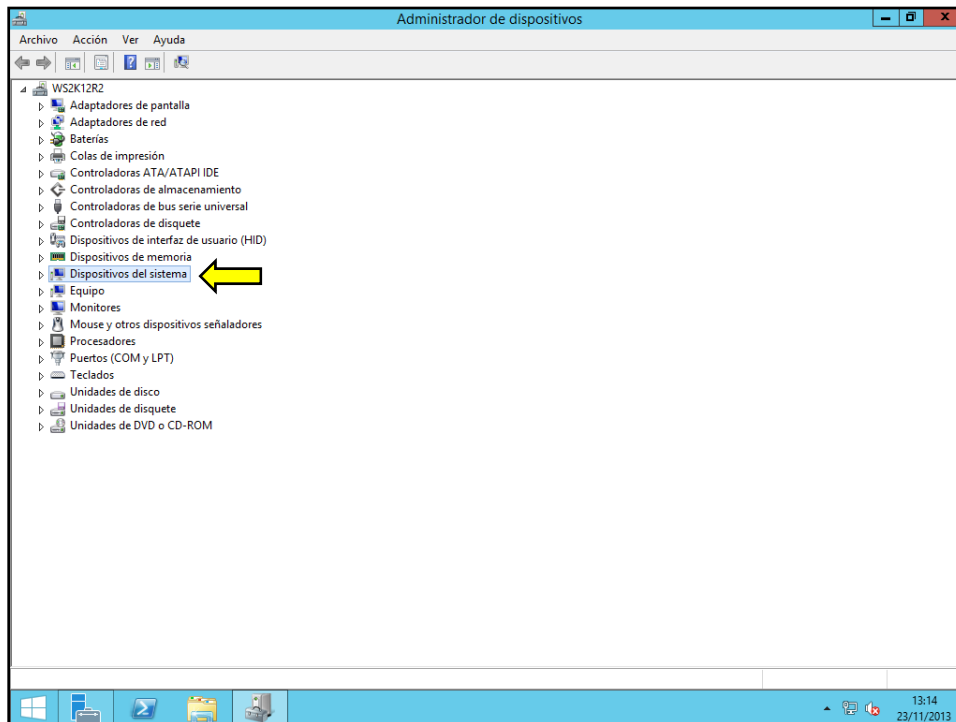 Administrador de dispositivos
Archivo Acción Ver Ayuda
WS2K12R2
Adaptadores de pantalla
Adaptadores de red
Baterías
Colas de impresión
Controladoras ATA/ATAPI IDE
Controladoras de almacenamiento
Controladoras de bus serie universal
Controladoras de disquete
Dispositivos de interfaz de usuario (HID)
Dispositivos de memoria
Dispositivos del sistema
Equipo
Monitores
Mouse y otros dispositivos señaladores
Procesadores
Puertos (COM y LPT)
Teclados
Unidades de disco
Unidades de disquete
Unidades de DVD o CD-ROM
13:14
23/11/2013